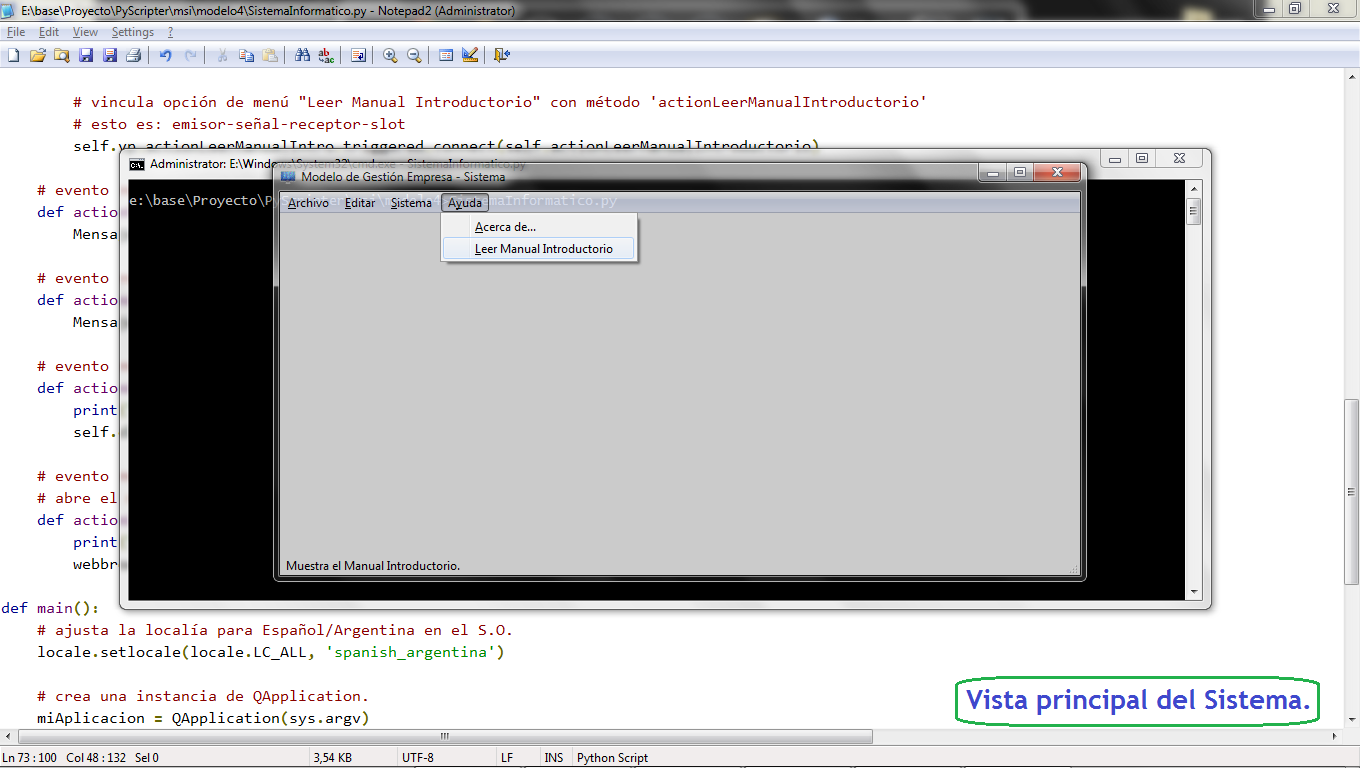 E:\base\Proyecto\PyScripter\msi\modelo4\SistemaInformatico.py - Notepad2 (Administrator)
File Edit View Settings ?
# vincula opción de menú "Leer Manual Introductorio" con método 'actionLeerManualIntroductorio'
# esto es: emisor-señal-receptor-slot
self.vp.actionLeerManualIntro.triggered.connect(self.actionLeerManualIntroductorio)
Administrator: E:\Windows\System32\cmd.exe - SistemaInformatico.py
Modelo de Gestión Empresa - Sistema
e:\base\Proyecto\Py
maInformatico.py
Archivo Editar Sistema Ayuda
Acerca de...
Leer Manual Introductorio
# evento
def actio
Mensa
# evento
def actio
Mensa
# evento
def actio
print
self.
# evento
# abre el
def actio
print
webbr
Muestra el Manual Introductorio.
def main():
# ajusta la localía para Español/Argentina en el S.O.
locale.setlocale(locale.LC_ALL, 'spanish_argentina')
# crea una instancia de QApplication.
miAplicacion = QApplication(sys.argv)
Vista principal del Sistema.
Ln 73 : 100 Col 48 : 132 Sel 0 3,54 KB UTF-8 LF INS Python Script